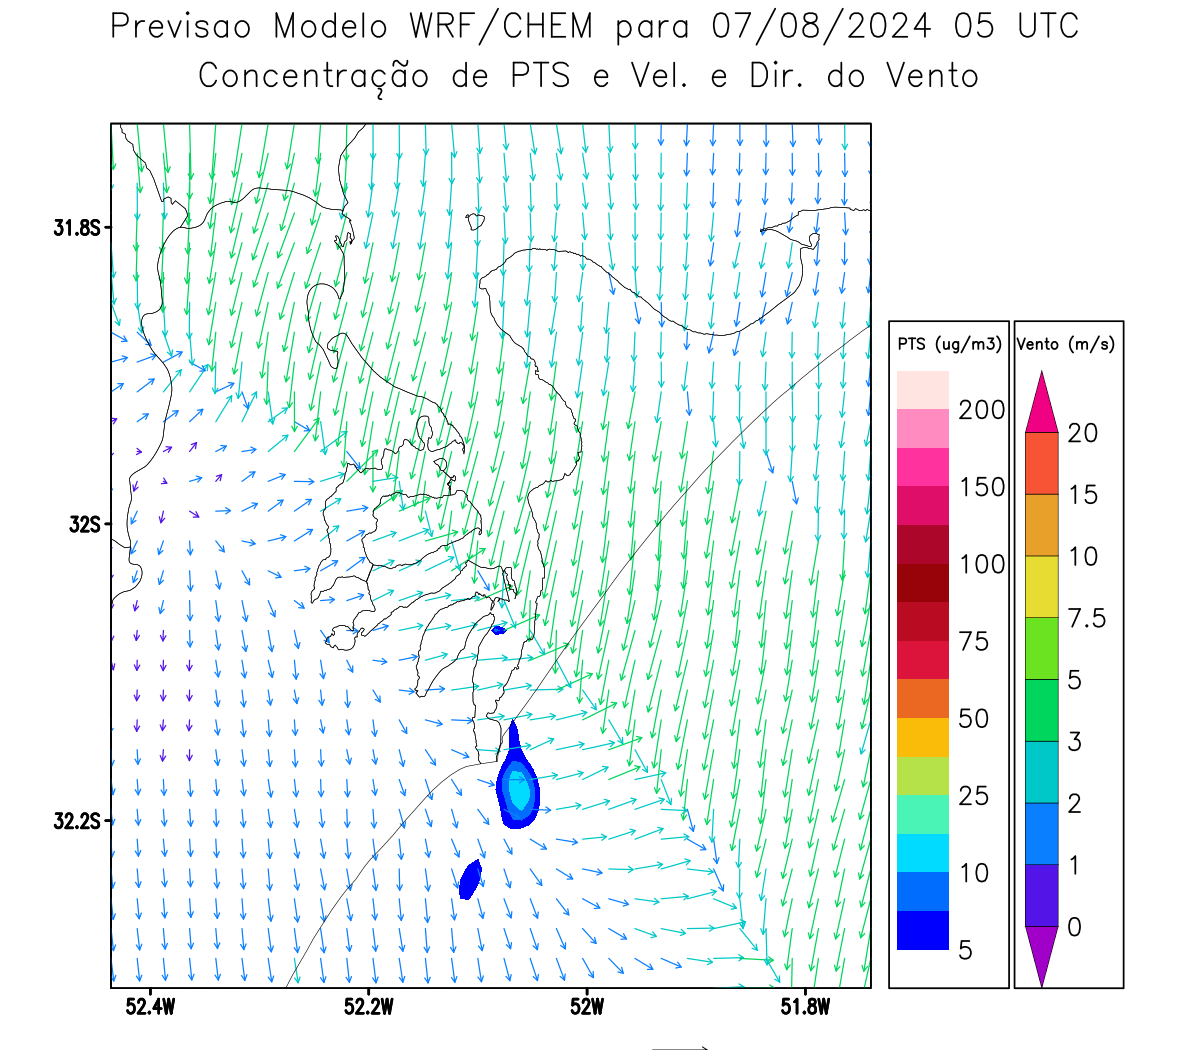 Previsao Modelo WRF/CHEM para 07/08/2024 05 UTC
Concentração de PTS e Vel. e Dir. do Vento
31.8S
32S
32.2S
52.4W 52.2W 52W 51.8W
PTS (ug/m3)
200
150
100
75
50
25
10
5
Vento (m/s)
20
15
10
7.5
5
3
2
1
0